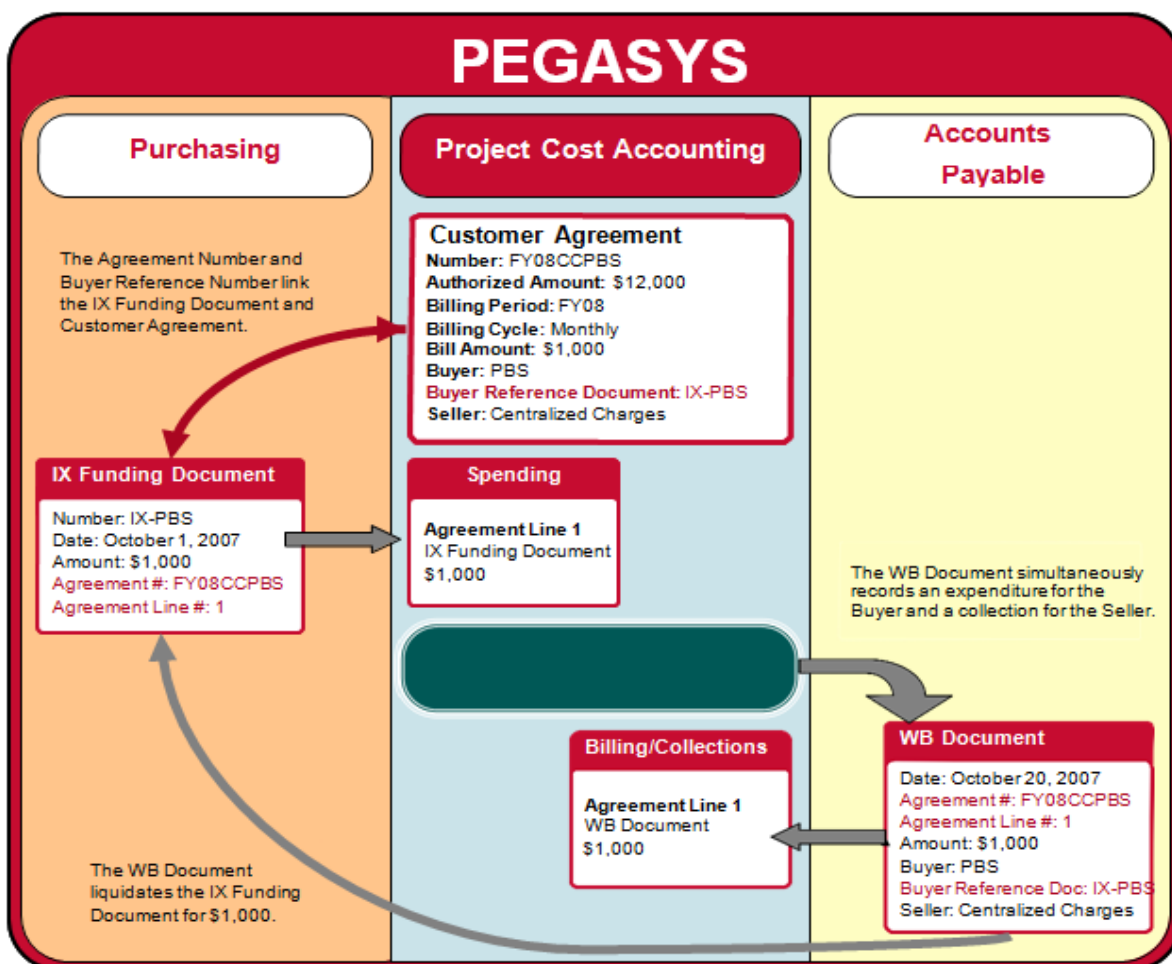 PEGASYS
Purchasing
Project Cost Accounting
Accounts
Payable
The Agreement Number and
Buyer Reference Number link
the IX Funding Document and
Customer Agreement.
Customer Agreement
Number: FY08CCPBS
Authorized Amount: $12,000
Billing Period: FY08
Billing Cycle: Monthly
Bill Amount: $1,000
Buyer: PBS
Buyer Reference Document: IX-PBS
Seller: Centralized Charges
IX Funding Document
Number: IX-PBS
Date: October 1, 2007
Amount: $1,000
Agreement #: FY08CCPBS
Agreement Line #: 1
Spending
Agreement Line 1
IX Funding Document
$1,000
The WB Document simultaneously
records an expenditure for the
Buyer and a collection for the Seller.
Billing/Collections
Agreement Line 1
WB Document
$1,000
WB Document
Date: October 20, 2007
Agreement #: FY08CCPBS
Agreement Line #: 1
Amount: $1,000
Buyer: PBS
Buyer Reference Doc: IX-PBS
Seller: Centralized Charges
The WB Document
liquidates the IX Funding
Document for $1,000.